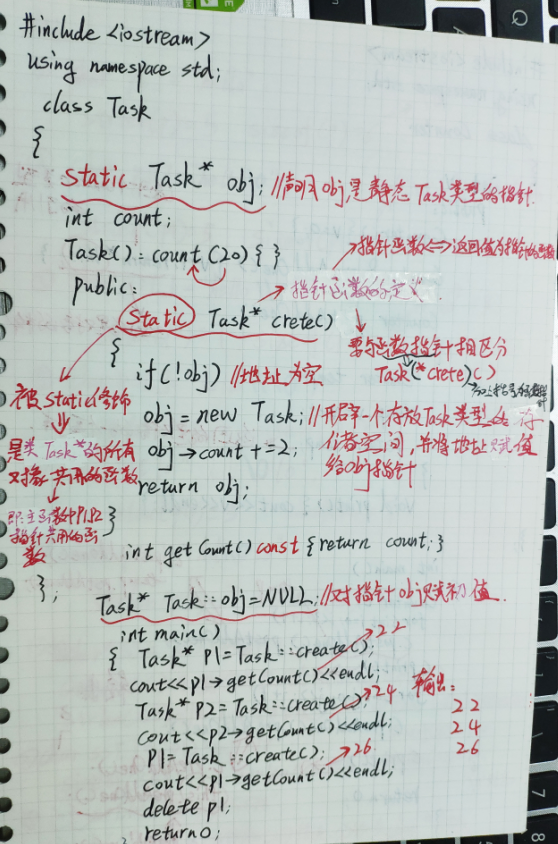 #include <iostream>
using namespace std;
class Task
{
static Task* obj; //声明obj是静态Task类型的指针.
int count;
Task(): count(20){ }
→指针函数⟺返回值为指针的函数
public:
指针函数的定义
static Task* crete()
要与函数指针相区分
{
Task(*crete)()
if(!obj) //地址为空
被static修饰
obj=new Task; //开辟一个存放Task类型的存
储空间,并将地址赋值
给obj指针
是类Task*的所有
对象共用的函数
obj→count+=2;
return obj;
即主函数中P1,P2
指针共用的函
数
}
int getCount() const {return count;}
};
Task* Task::obj=NULL; //对指针obj赋初值.
int main()
{ Task* P1=Task::create();
22
cout<<p1→getCount()<<endl;
Task* P2=Task::create();
24
输出:
22
cout<<p2→getCount()<<endl;
24
P1=Task::create();
26
26
cout<<p1→getCount()<<endl;
delete p1;
return 0;